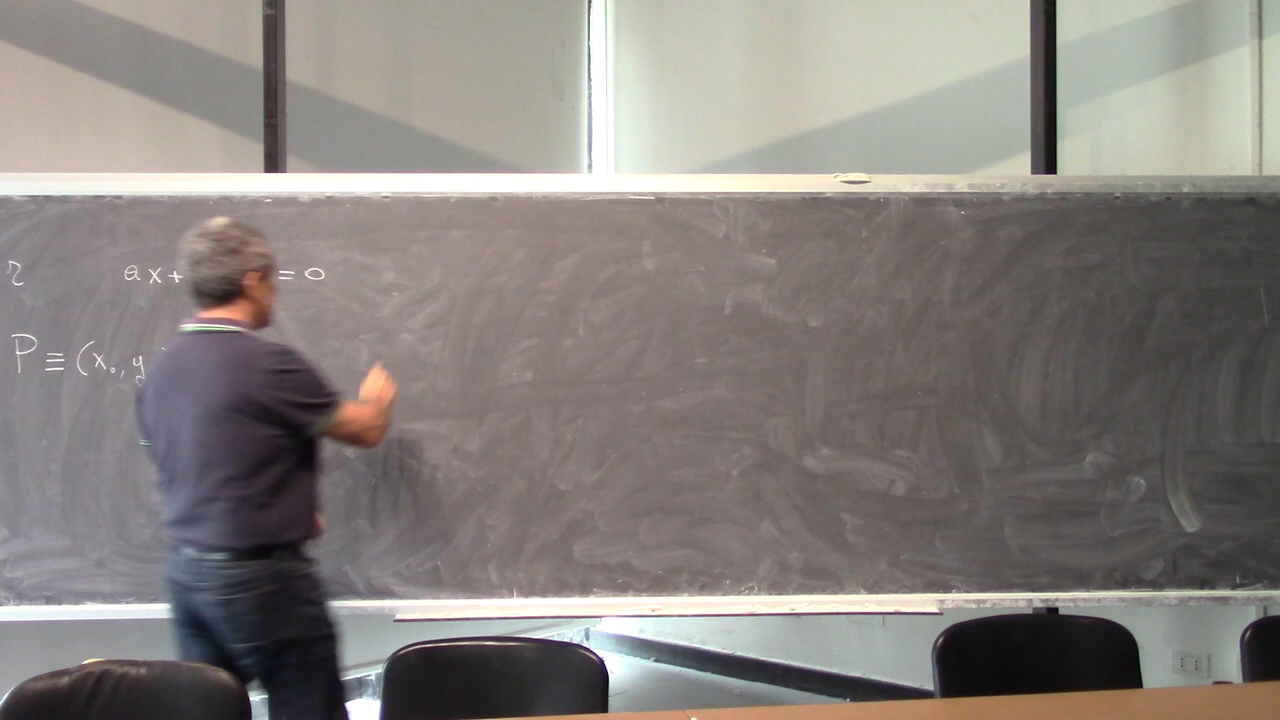 r ax+ =0
P≡(x₀,y